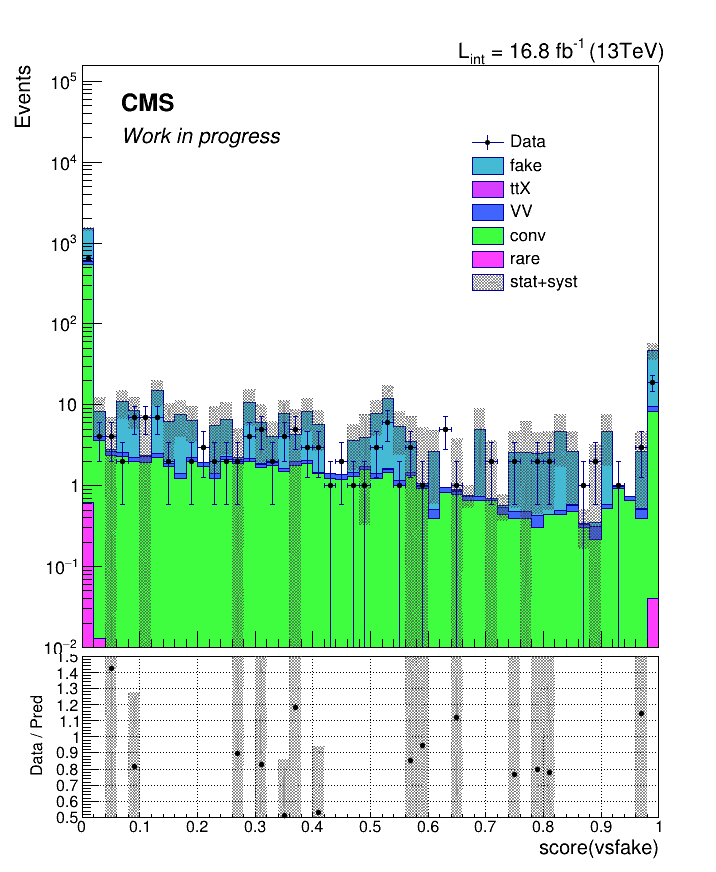 L_int = 16.8 fb^-1 (13TeV)
Events
CMS
Work in progress
Data
fake
ttX
VV
conv
rare
stat+syst
10^5
10^4
10^3
10^2
10
1
10^-1
10^-2
Data / Pred
1.5
1.4
1.3
1.2
1.1
1
0.9
0.8
0.7
0.6
0.5
0 0.1 0.2 0.3 0.4 0.5 0.6 0.7 0.8 0.9 1
score(vsfake)